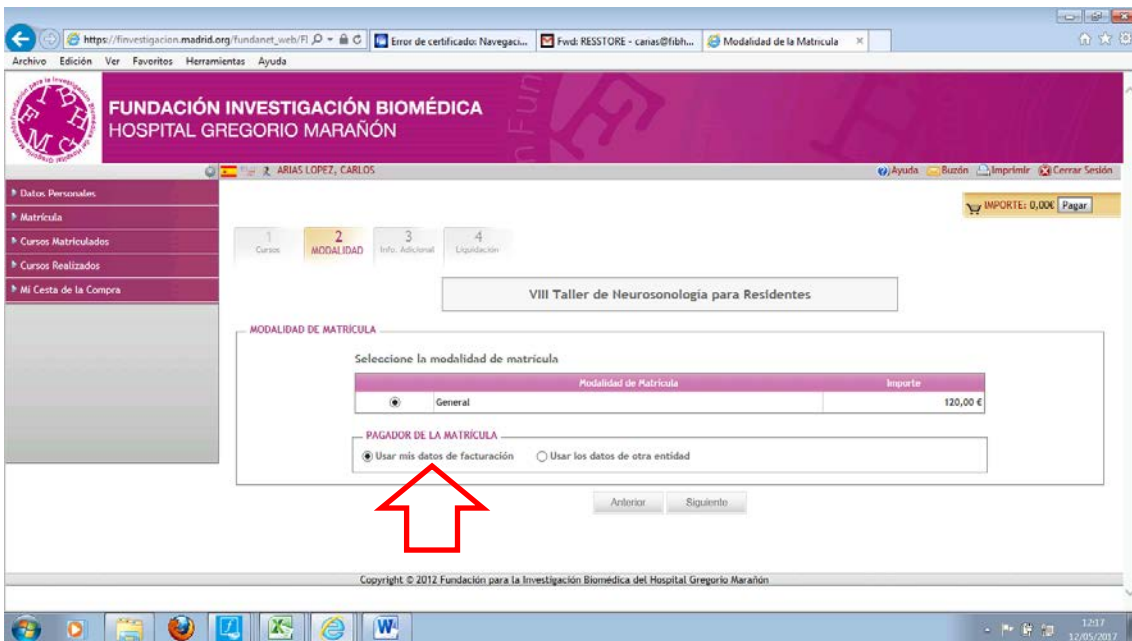 https://finvestigacion.madrid.org/fundanet_web/Fl
Error de certificado: Navegaci...
Fwd: RESSTORE - carias@fibh...
Modalidad de la Matricula
Archivo Edición Ver Favoritos Herramientas Ayuda
FUNDACIÓN INVESTIGACIÓN BIOMÉDICA
HOSPITAL GREGORIO MARAÑÓN
ARIAS LOPEZ, CARLOS
Ayuda Buzón Imprimir Cerrar Sesión
Datos Personales
Matrícula
Cursos Matriculados
Cursos Realizados
Mi Cesta de la Compra
IMPORTE: 0,00€ Pagar
1 2 3 4
Cursos MODALIDAD Info. Adicional Liquidación
VIII Taller de Neurosonología para Residentes
MODALIDAD DE MATRÍCULA
Seleccione la modalidad de matrícula
Modalidad de Matrícula Importe
General 120,00 €
PAGADOR DE LA MATRÍCULA
Usar mis datos de facturación Usar los datos de otra entidad
Anterior Siguiente
Copyright © 2012 Fundación para la Investigación Biomédica del Hospital Gregorio Marañón
12:17
12/05/2017